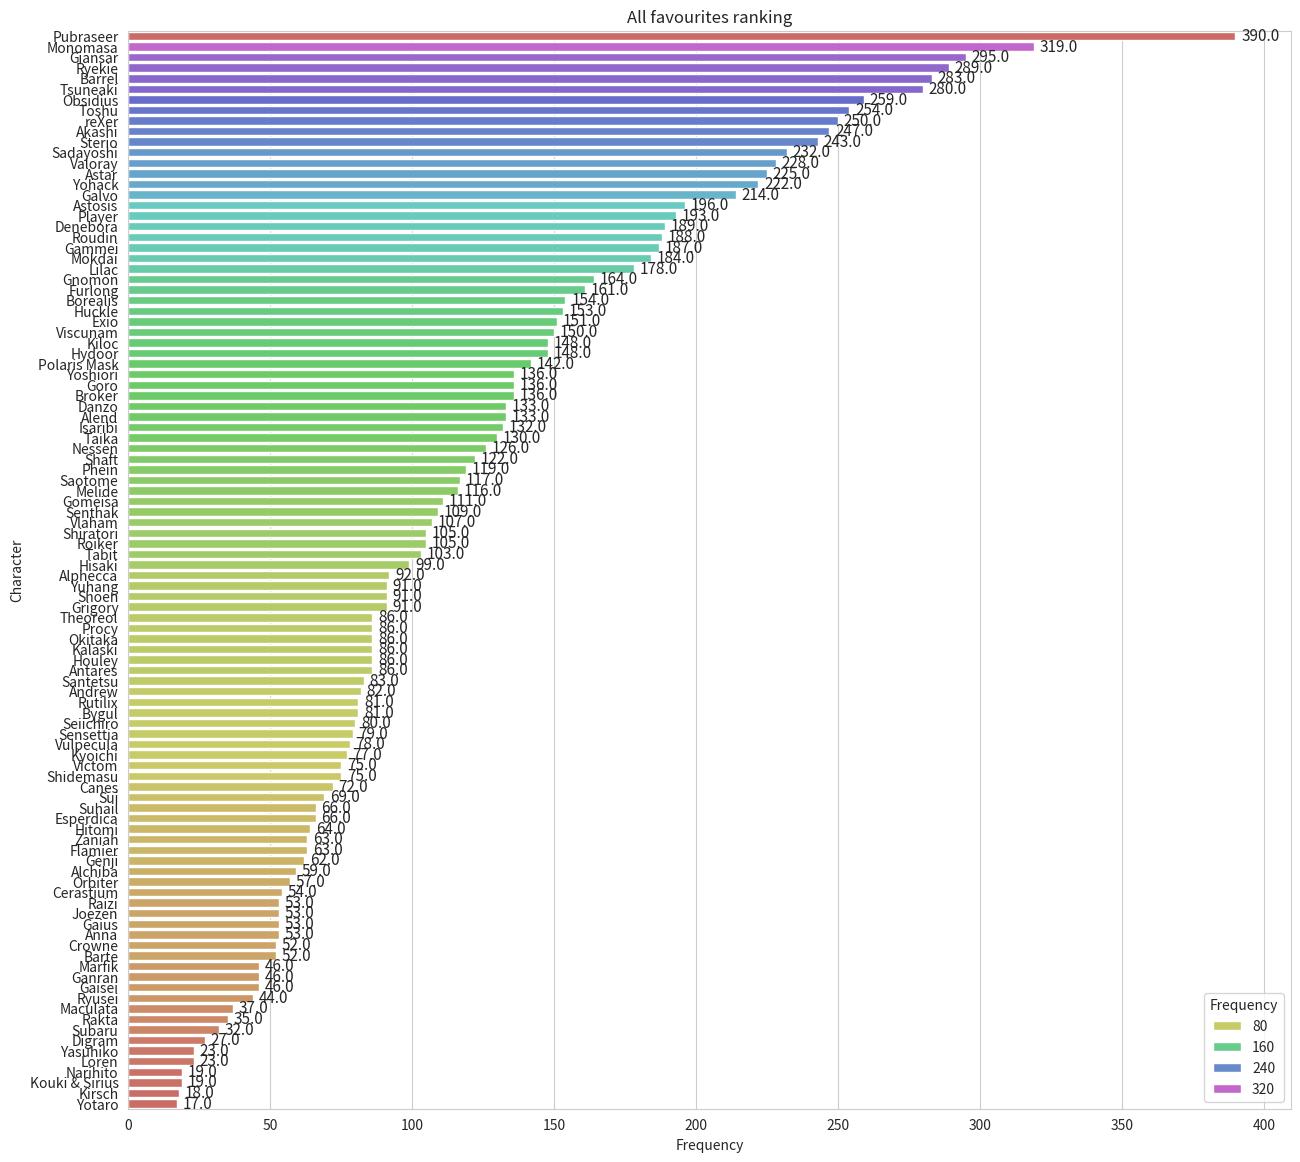 All favourites ranking
Pubraseer 390.0
Monomasa 319.0
Giansar 295.0
Ryekie 289.0
Barrel 283.0
Tsuneaki 280.0
Obsidius 259.0
Toshu 254.0
reXer 250.0
Akashi 247.0
Sterio 243.0
Sadayoshi 232.0
Valoray 228.0
Astar 225.0
Yohack 222.0
Galvo 214.0
Astosis 196.0
Player 193.0
Denebora 189.0
Roudin 188.0
Gammei 187.0
Mokdai 184.0
Lilac 178.0
Gnomon 164.0
Furlong 161.0
Borealis 154.0
Huckle 153.0
Exio 151.0
Viscunam 150.0
Kiloc 148.0
Hydoor 148.0
Polaris Mask 142.0
Yoshiori 136.0
Goro 136.0
Broker 136.0
Danzo 133.0
Alend 133.0
Isaribi 132.0
Taika 130.0
Nessen 126.0
Shaft 122.0
Phein 119.0
Saotome 117.0
Melide 116.0
Gomeisa 111.0
Senthak 109.0
Vlaham 107.0
Shiratori 105.0
Roiker 105.0
Tabit 103.0
Hisaki 99.0
Alphecca 92.0
Yuhang 91.0
Shoen 91.0
Grigory 91.0
Theoreol 86.0
Procy 86.0
Okitaka 86.0
Kalaski 86.0
Houley 86.0
Antares 86.0
Santetsu 83.0
Andrew 82.0
Rutilix 81.0
Bygul 81.0
Seiichiro 80.0
Sensettia 79.0
Vulpecula 78.0
Kyoichi 77.0
Victom 75.0
Shidemasu 75.0
Canes 72.0
Sui 69.0
Suhail 66.0
Esperdica 66.0
Hitomi 64.0
Zaniah 63.0
Flamier 63.0
Genji 62.0
Alchiba 59.0
Orbiter 57.0
Cerastium 54.0
Raizi 53.0
Joezen 53.0
Gaius 53.0
Anna 53.0
Crowne 52.0
Barte 52.0
Marfik 46.0
Ganran 46.0
Gaisei 46.0
Ryusei 44.0
Maculata 37.0
Rakta 35.0
Subaru 32.0
Digram 27.0
Yasuhiko 23.0
Loren 23.0
Narihito 19.0
Kouki & Sirius 19.0
Kirsch 18.0
Yotaro 17.0
Character
0 50 100 150 200 250 300 350 400
Frequency
Frequency
80
160
240
320